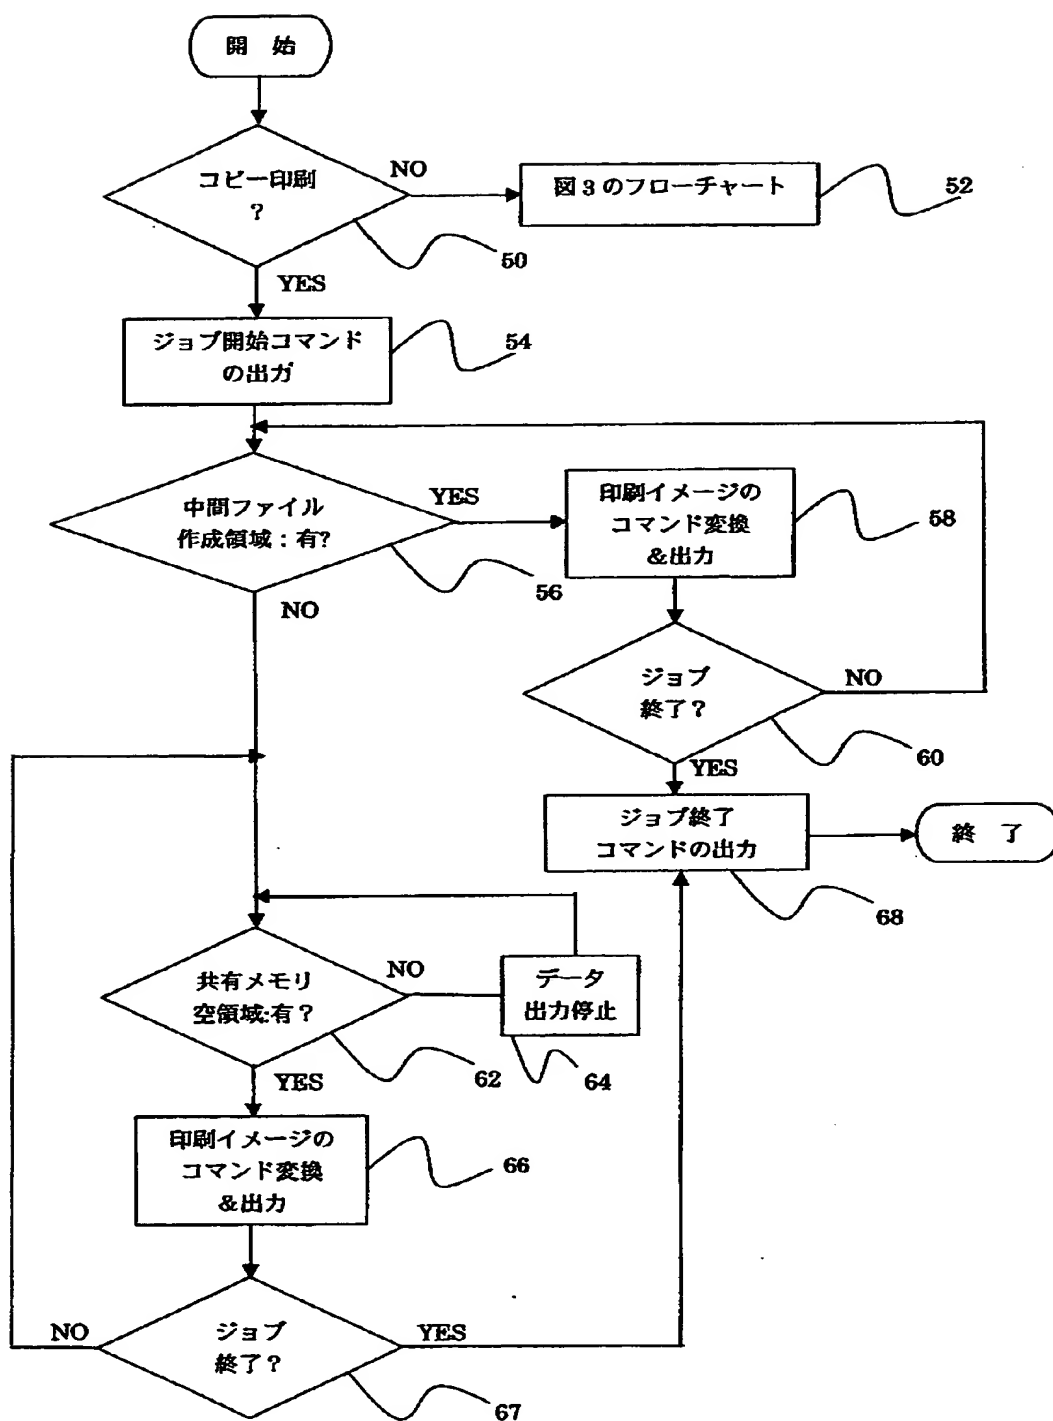 開　始
コピー印刷
？
NO
図３のフローチャート
52
50
YES
ジョブ開始コマンド
の出力
54
中間ファイル
作成領域：有?
YES
印刷イメージの
コマンド変換
＆出力
58
56
NO
ジョブ
終了？
NO
60
YES
ジョブ終了
コマンドの出力
終　了
68
共有メモリ
空領域:有？
NO
データ
出力停止
62
64
YES
印刷イメージの
コマンド変換
＆出力
66
NO
ジョブ
終了？
YES
67